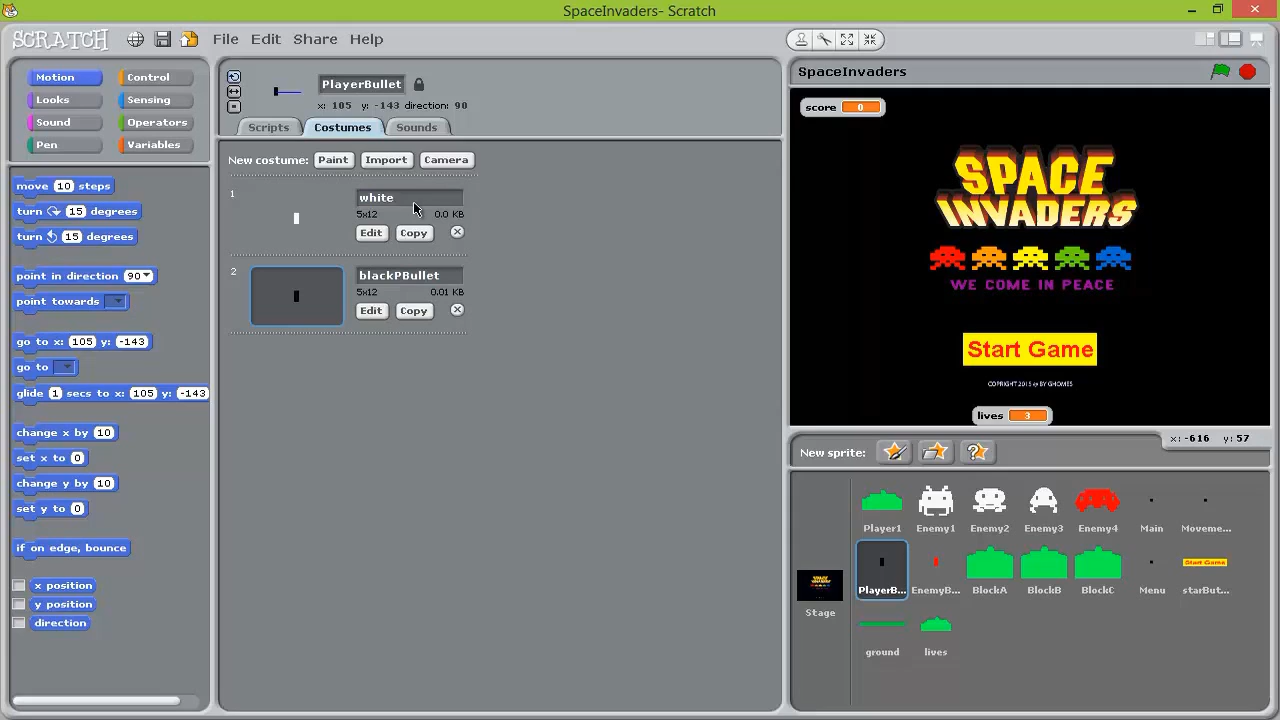 SpaceInvaders- Scratch
SCRATCH File Edit Share Help
Motion Control
Looks Sensing
Sound Operators
Pen Variables
move 10 steps
turn 15 degrees
turn 15 degrees
point in direction 90
point towards
go to x: 105 y: -143
go to
glide 1 secs to x: 105 y: -143
change x by 10
set x to 0
change y by 10
set y to 0
if on edge, bounce
x position
y position
direction
PlayerBullet
x: 105 y: -143 direction: 90
Scripts Costumes Sounds
New costume: Paint Import Camera
1
white
5x12 0.0 KB
Edit Copy
2
blackPBullet
5x12 0.01 KB
Edit Copy
SpaceInvaders
score 0
SPACE
INVADERS
WE COME IN PEACE
Start Game
lives 3
x: -616 y: 57
New sprite:
Player1 Enemy1 Enemy2 Enemy3 Enemy4 Main Moveme...
Start Game
PlayerB... EnemyB... BlockA BlockB BlockC Menu starBut...
Stage
ground lives